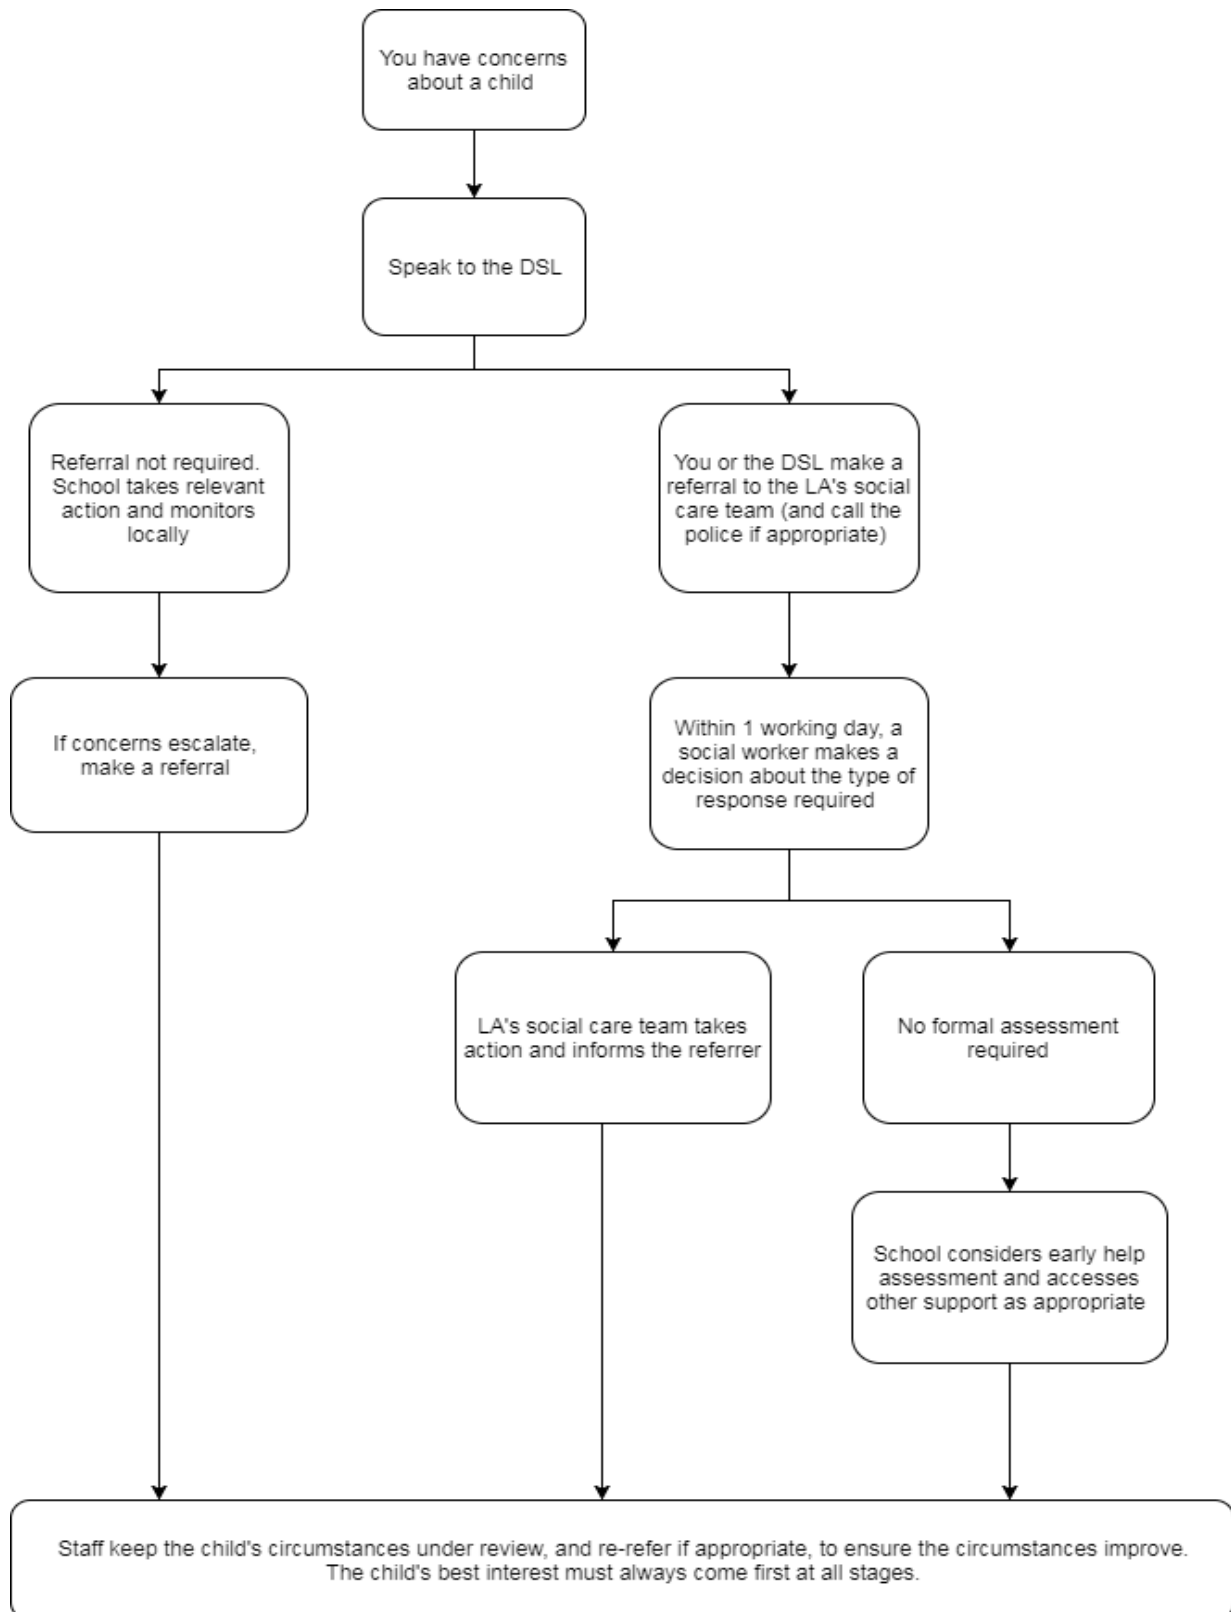 You have concerns
about a child
Speak to the DSL
Referral not required.
School takes relevant
action and monitors
locally
You or the DSL make a
referral to the LA's social
care team (and call the
police if appropriate)
If concerns escalate,
make a referral
Within 1 working day, a
social worker makes a
decision about the type of
response required
LA's social care team takes
action and informs the referrer
No formal assessment
required
School considers early help
assessment and accesses
other support as appropriate
Staff keep the child's circumstances under review, and re-refer if appropriate, to ensure the circumstances improve.
The child's best interest must always come first at all stages.